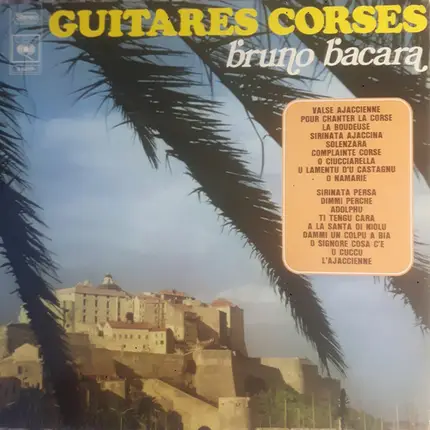 Stereo
GUITARES CORSES
bruno bacara
VALSE AJACCIENNE
POUR CHANTER LA CORSE
LA BOUDEUSE
SIRINATA AJACCINA
SOLENZARA
COMPLAINTE CORSE
O CIUCCIARELLA
U LAMENTU D'U CASTAGNU
O NAMARIE
SIRINATA PERSA
DIMMI PERCHE
ADOLPHU
TI TENGU CARA
A LA SANTA DI NIOLU
DAMMI UN COLPU A BIA
O SIGNORE COSA C'E
U CUCCU
L'AJACCIENNE